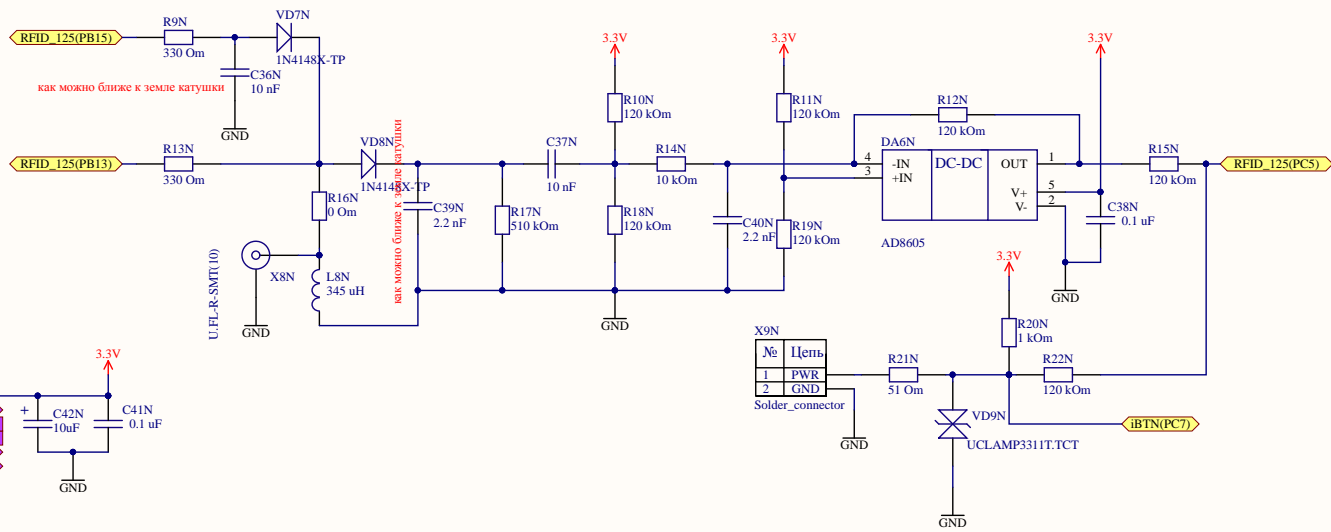 RFID_125(PB15)
R9N
330 Om
VD7N
1N4148X-TP
C36N
10 nF
как можно ближе к земле катушки
GND
RFID_125(PB13)
R13N
330 Om
VD8N
1N4148X-TP
R16N
0 Om
X8N
U.FL-R-SMT(10)
GND
L8N
345 uH
как можно ближе к земле катушки
C39N
2.2 nF
R17N
510 kOm
C37N
10 nF
3.3V
R10N
120 kOm
R18N
120 kOm
GND
R14N
10 kOm
C40N
2.2 nF
3.3V
R11N
120 kOm
R19N
120 kOm
R12N
120 kOm
DA6N
4
3
-IN
+IN
DC-DC
OUT
V+
V-
1
5
2
AD8605
3.3V
C38N
0.1 uF
GND
R15N
120 kOm
RFID_125(PC5)
3.3V
R20N
1 kOm
X9N
№ Цепь
1 PWR
2 GND
Solder_connector
GND
R21N
51 Om
R22N
120 kOm
VD9N
UCLAMP3311T.TCT
GND
iBTN(PC7)
3.3V
+
C42N
10uF
C41N
0.1 uF
GND